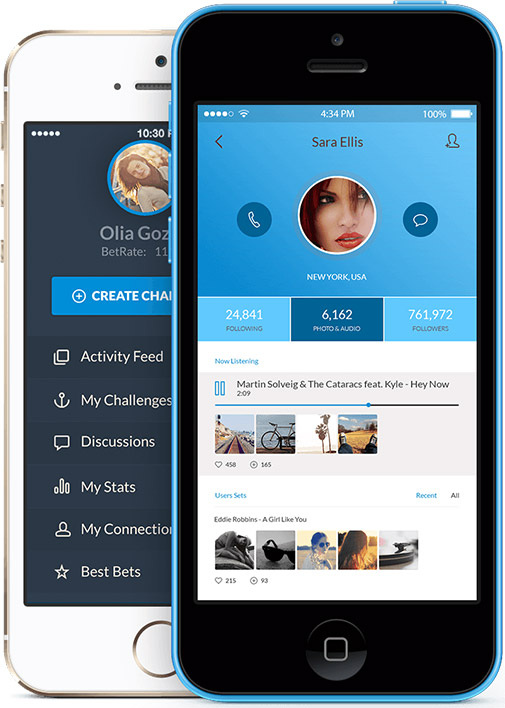 10:30 P
Olia Goz
BetRate: 11
CREATE CHA
Activity Feed
My Challenges
Discussions
My Stats
My Connection
Best Bets
4:34 PM 100%
Sara Ellis
NEW YORK, USA
24,841 6,162 761,972
FOLLOWING PHOTO & AUDIO FOLLOWERS
Now Listening
Martin Solveig & The Cataracs feat. Kyle - Hey Now
2:09
458 165
Users Sets Recent All
Eddie Robbins - A Girl Like You
215 93